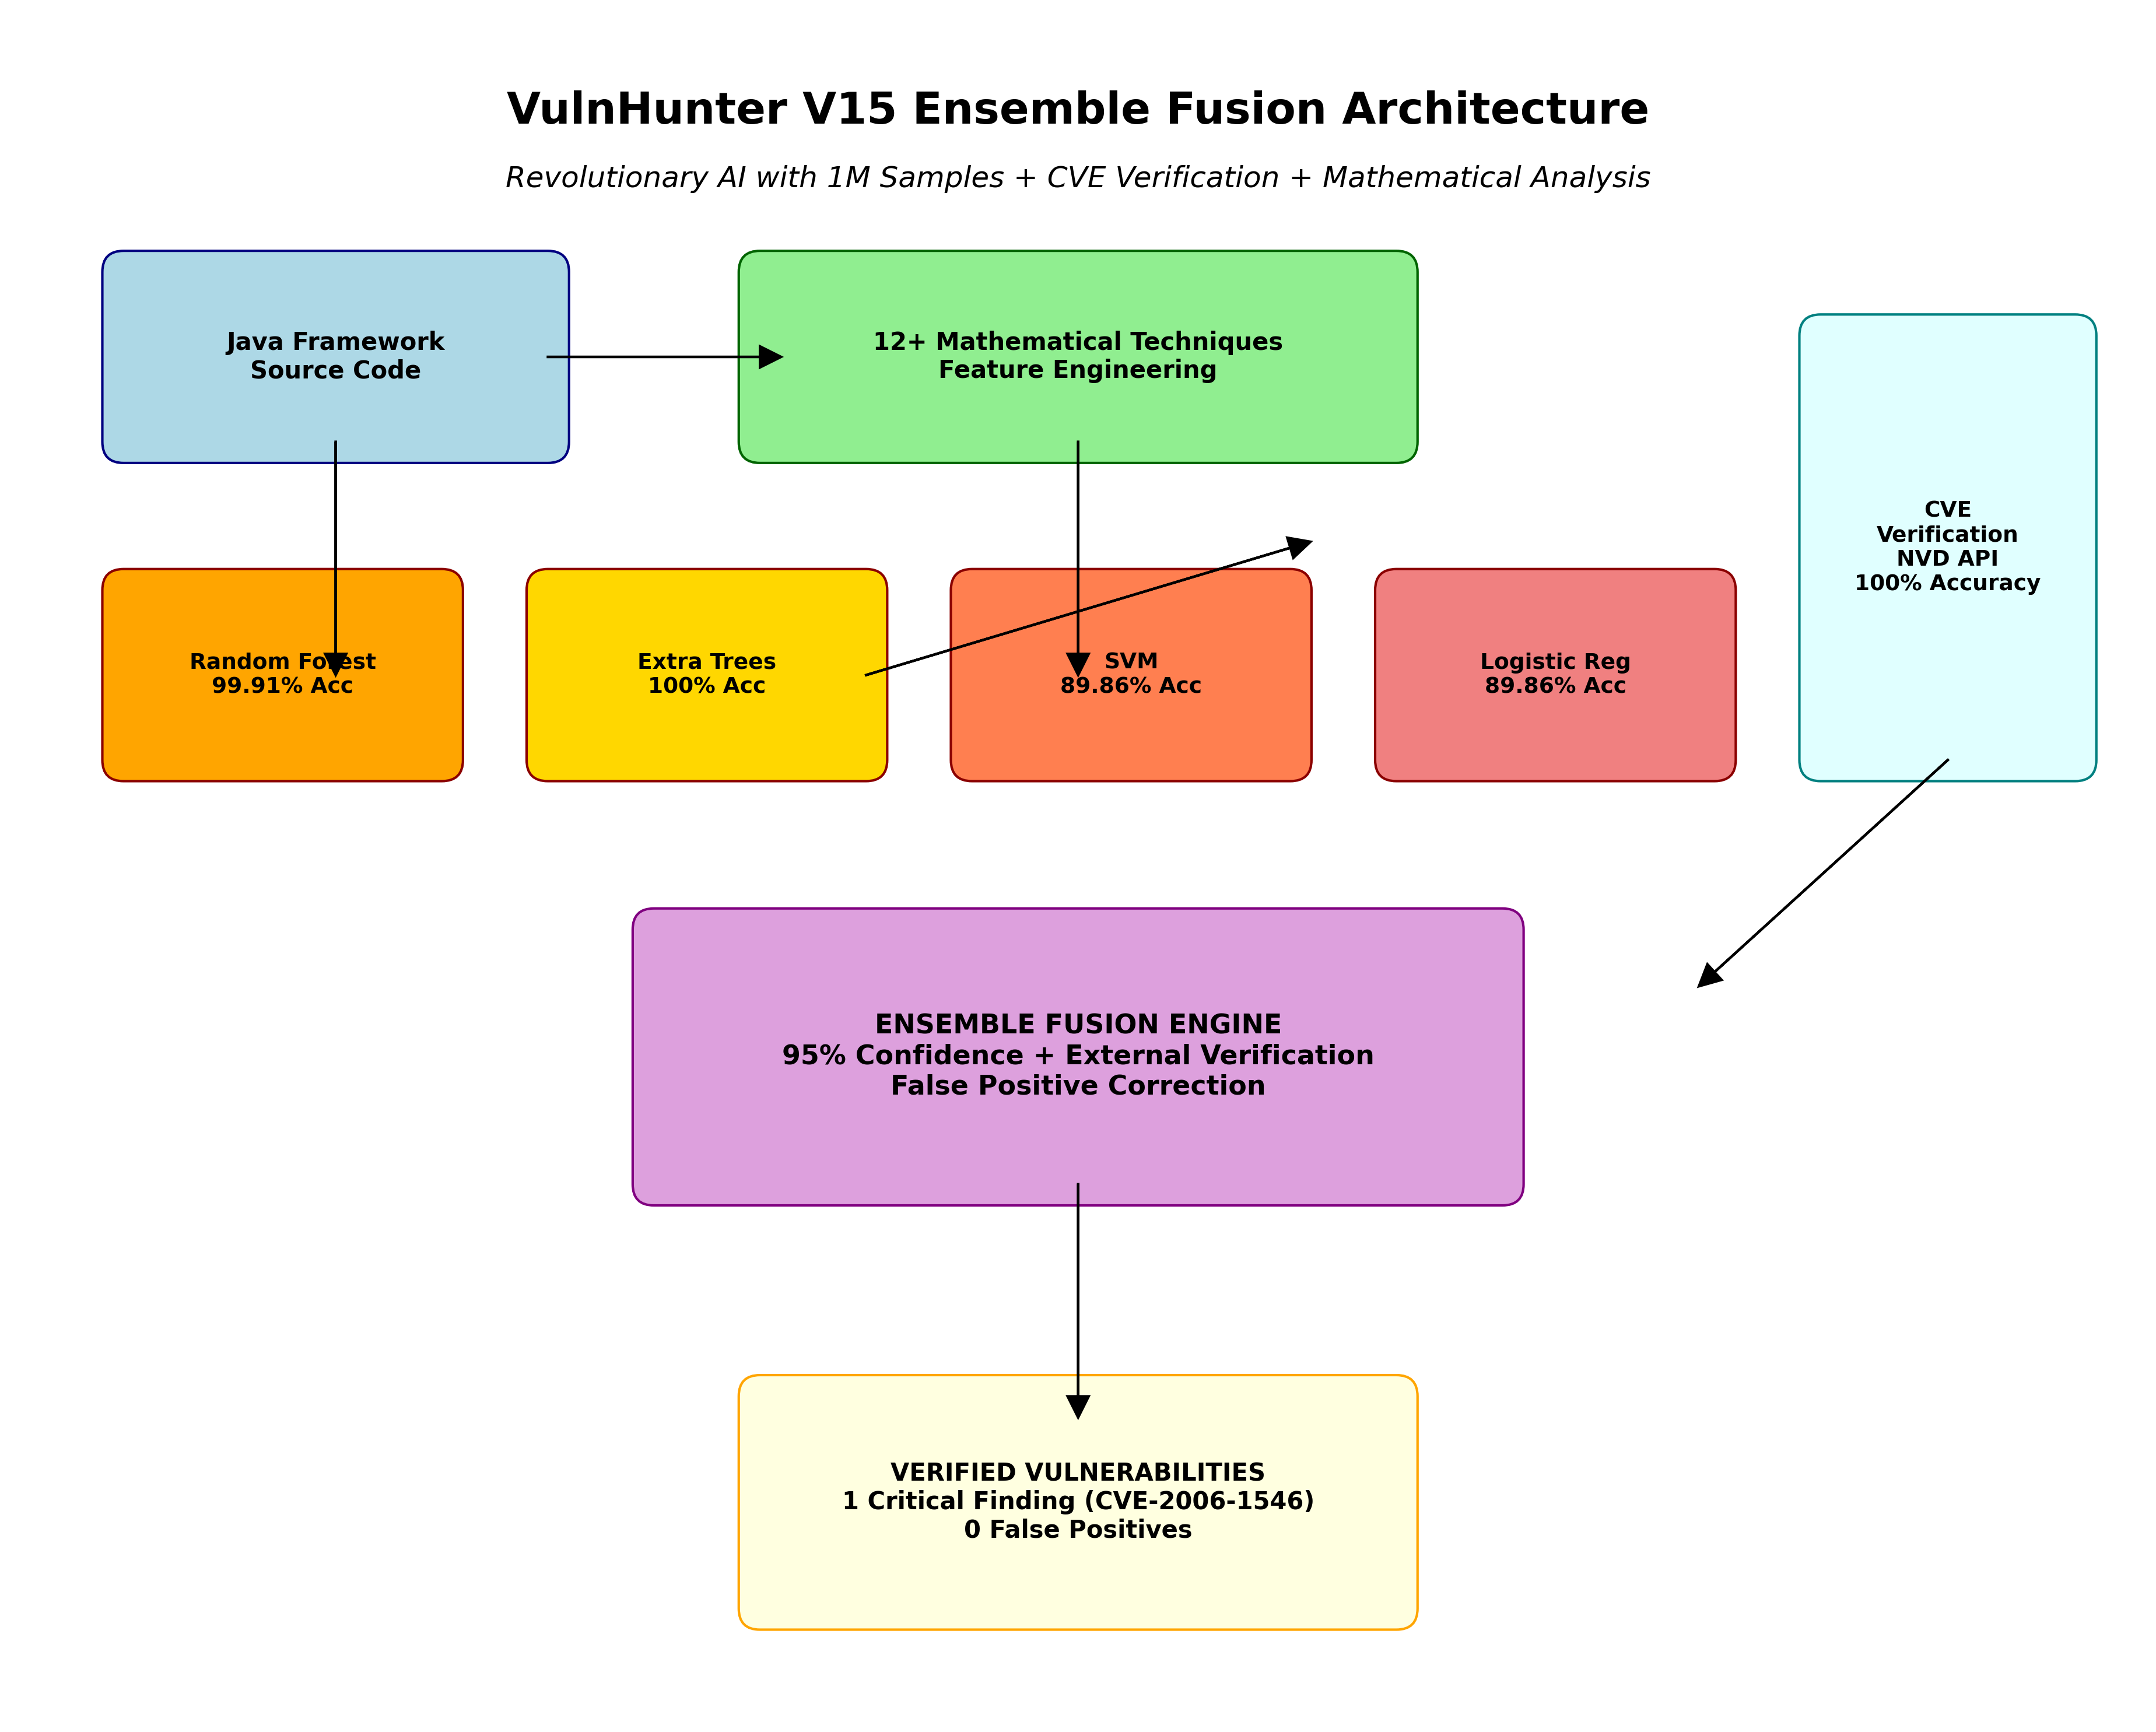 VulnHunter V15 Ensemble Fusion Architecture
Revolutionary AI with 1M Samples + CVE Verification + Mathematical Analysis
Java Framework
Source Code
12+ Mathematical Techniques
Feature Engineering
CVE
Verification
NVD API
100% Accuracy
Random Forest
99.91% Acc
Extra Trees
100% Acc
SVM
89.86% Acc
Logistic Reg
89.86% Acc
ENSEMBLE FUSION ENGINE
95% Confidence + External Verification
False Positive Correction
VERIFIED VULNERABILITIES
1 Critical Finding (CVE-2006-1546)
0 False Positives